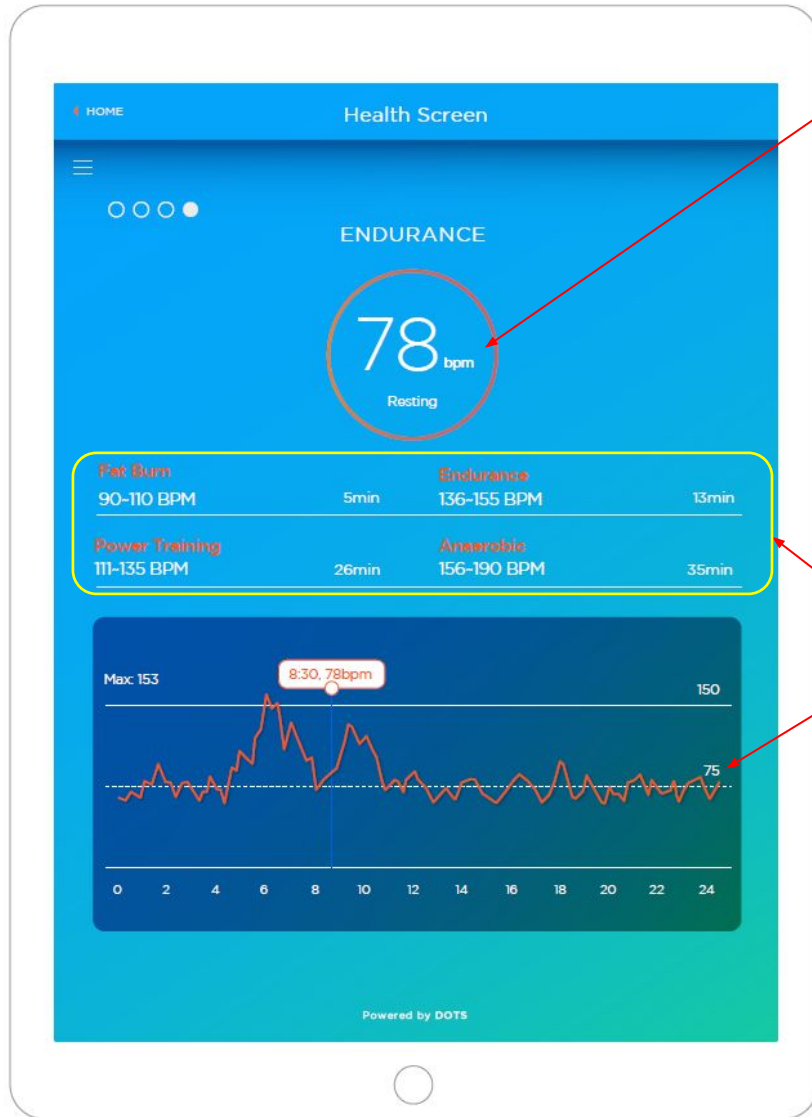 HOME
Health Screen
ENDURANCE
78 bpm
Resting
Fat Burn
90-110 BPM 5min
Endurance
136-155 BPM 13min
Power Training
111-135 BPM 26min
Anaerobic
156-190 BPM 35min
Max: 153
8:30, 78bpm
150
75
0 2 4 6 8 10 12 14 16 18 20 22 24
Powered by DOTS